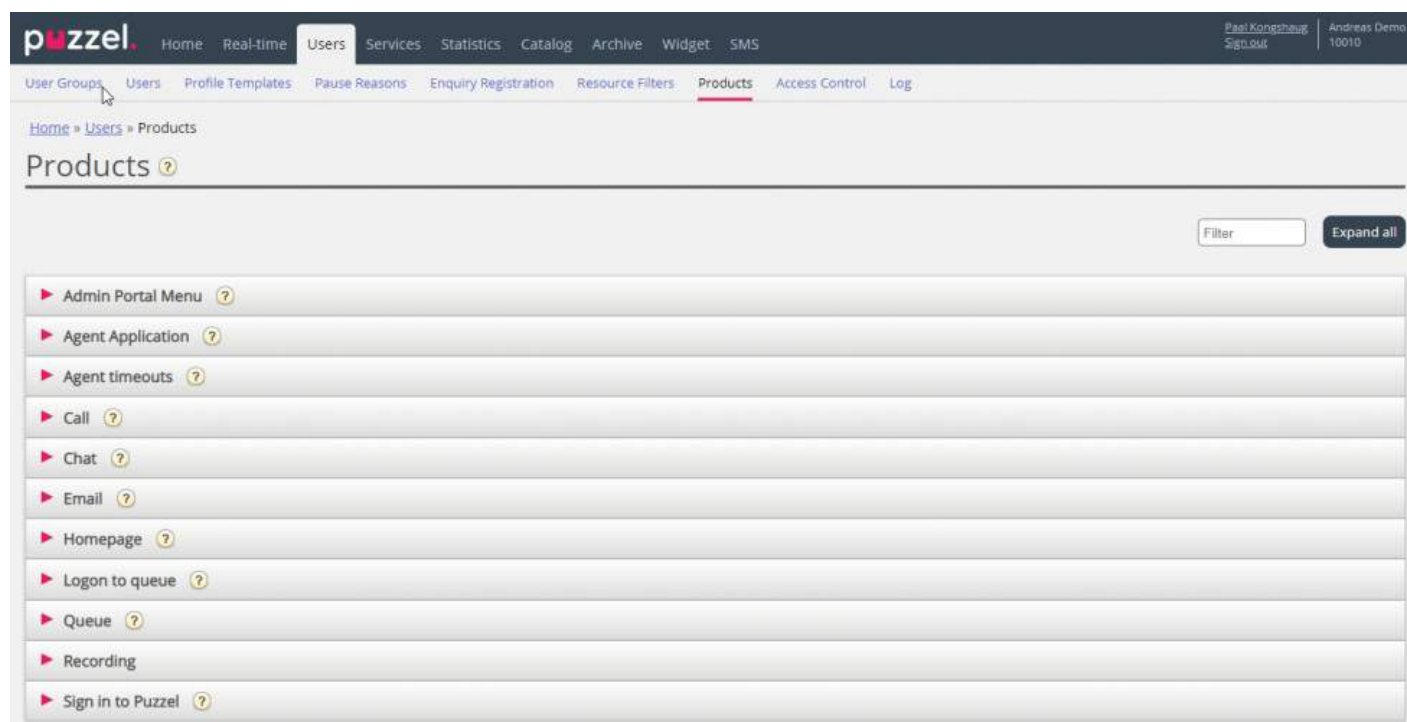 puzzel. Home Real-time Users Services Statistics Catalog Archive Widget SMS
Paal Kongshaug
Sign out
Andreas Demo
10010
User Groups Users Profile Templates Pause Reasons Enquiry Registration Resource Filters Products Access Control Log
Home » Users » Products
Products ?
Filter Expand all
Admin Portal Menu ?
Agent Application ?
Agent timeouts ?
Call ?
Chat ?
Email ?
Homepage ?
Logon to queue ?
Queue ?
Recording
Sign in to Puzzel ?